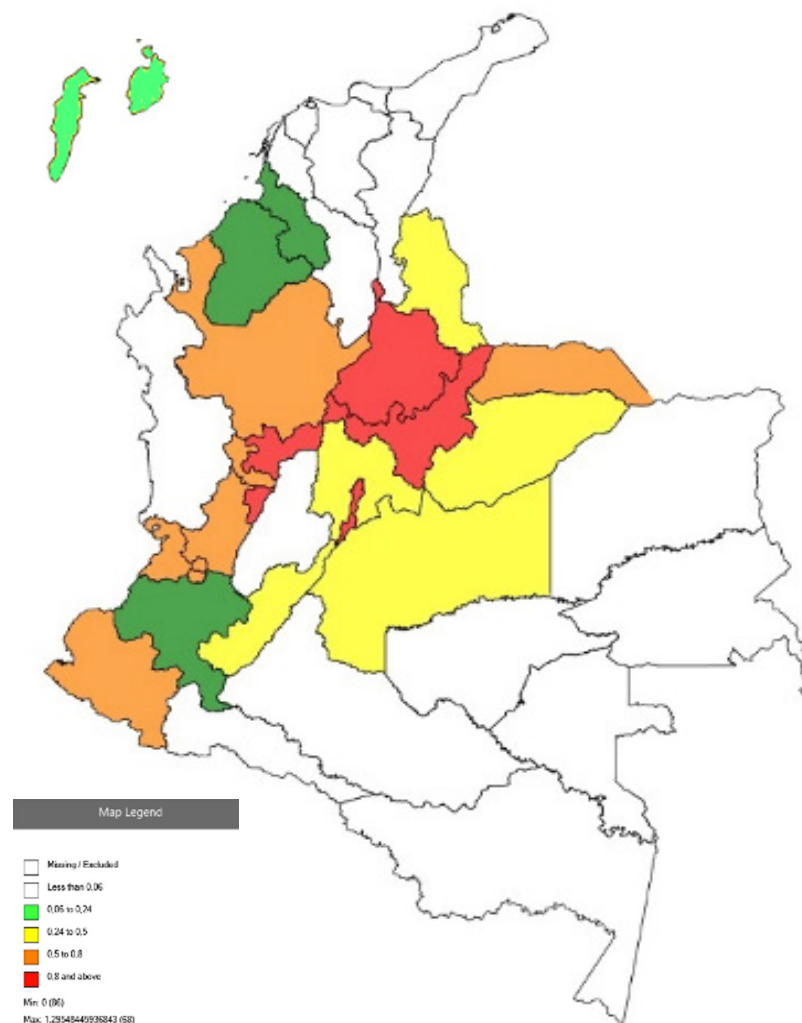 Map Legend
Missing / Excluded
Less than 0,06
0,06 to 0,24
0,24 to 0,5
0,5 to 0,8
0,8 and above
Min: 0 (86)
Max: 1,29548445936843 (68)